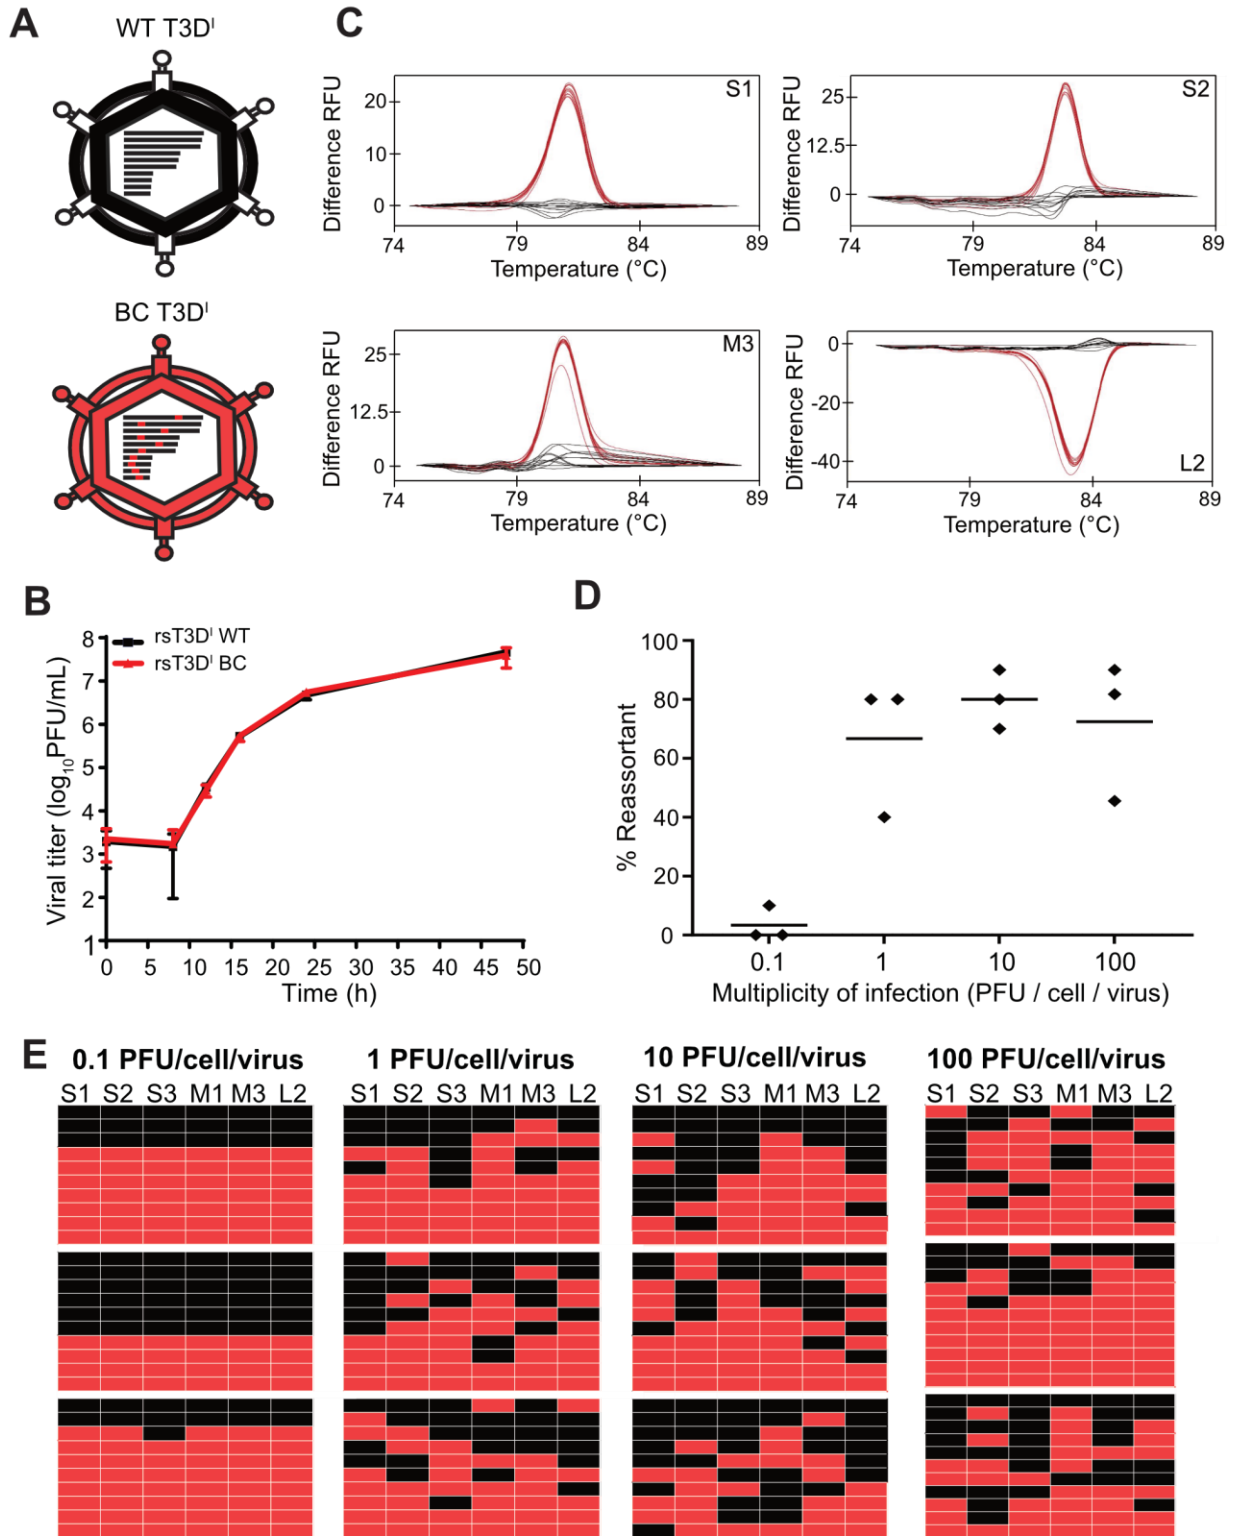 A
WT T3Dᴵ
BC T3Dᴵ
C
S1
Difference RFU
20
10
0
74
79
84
89
Temperature (°C)
S2
Difference RFU
25
12.5
0
74
79
84
89
Temperature (°C)
M3
Difference RFU
25
12.5
0
74
79
84
89
Temperature (°C)
L2
Difference RFU
0
-20
-40
74
79
84
89
Temperature (°C)
B
rsT3Dᴵ WT
rsT3Dᴵ BC
Viral titer (log₁₀PFU/mL)
8
7
6
5
4
3
2
1
0 5 10 15 20 25 30 35 40 45 50
Time (h)
D
% Reassortant
100
80
60
40
20
0
0.1 1 10 100
Multiplicity of infection (PFU / cell / virus)
E
0.1 PFU/cell/virus
S1 S2 S3 M1 M3 L2
1 PFU/cell/virus
S1 S2 S3 M1 M3 L2
10 PFU/cell/virus
S1 S2 S3 M1 M3 L2
100 PFU/cell/virus
S1 S2 S3 M1 M3 L2